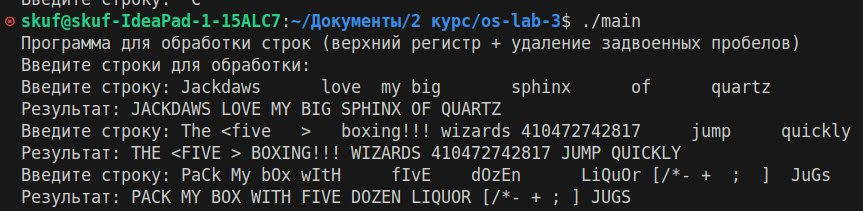 skuf@skuf-IdeaPad-1-15ALC7:~/Документы/2 курс/os-lab-3$ ./main
Программа для обработки строк (верхний регистр + удаление задвоенных пробелов)
Введите строки для обработки:
Введите строку: Jackdaws      love  my big       sphinx      of      quartz
Результат: JACKDAWS LOVE MY BIG SPHINX OF QUARTZ
Введите строку: The <five   >   boxing!!! wizards 410472742817     jump     quickly
Результат: THE <FIVE > BOXING!!! WIZARDS 410472742817 JUMP QUICKLY
Введите строку: PaCk My bOx wItH     fIvE    dOzEn      LiQuOr [/*- +  ;  ]  JuGs
Результат: PACK MY BOX WITH FIVE DOZEN LIQUOR [/*- + ; ] JUGS